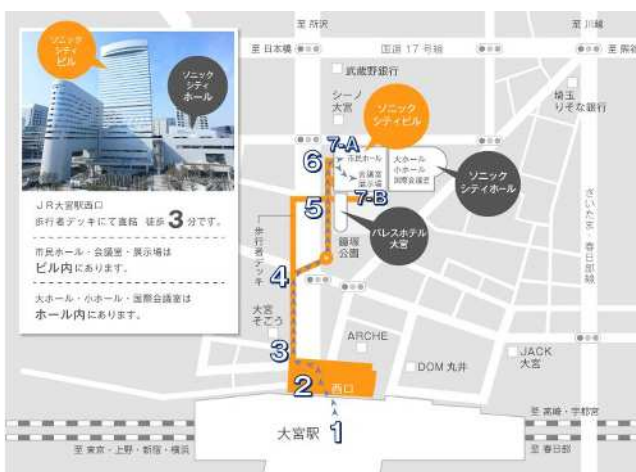 ソニック
シティ
ビル
ソニック
シティ
ホール
JR大宮駅西口
歩行者デッキにて直結 徒歩3分です。
市民ホール・会議室・展示場は
ビル内にあります。
大ホール・小ホール・国際会議室は
ホール内にあります。
至 所沢
至 川越
至 日本橋
国道17号線
至 熊谷
武蔵野銀行
シーノ
大宮
ソニック
シティビル
埼玉
りそな銀行
7-A
6
市民ホール
会議室
展示場
大ホール
小ホール
国際会議室
ソニック
シティホール
7-B
5
パレスホテル
大宮
さいたま・春日部線
歩行者デッキ
鐘塚
公園
4
大宮
そごう
ARCHE
3
JACK
大宮
DOM 丸井
2
西口
1
大宮駅
至 高崎・宇都宮
至 東京・上野・新宿・横浜
至 春日部